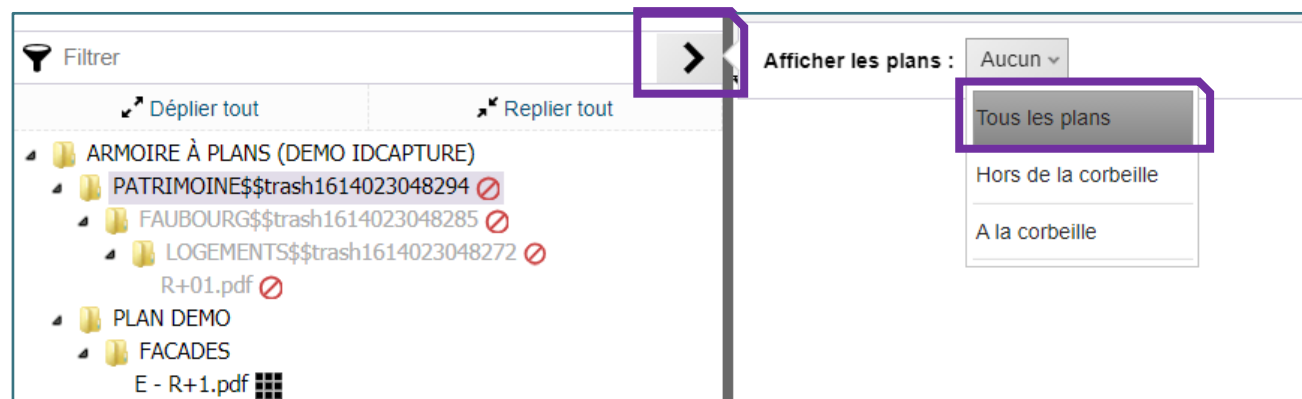 Filtrer
Afficher les plans : Aucun
Déplier tout Replier tout
Tous les plans
Hors de la corbeille
A la corbeille
ARMOIRE À PLANS (DEMO IDCAPTURE)
PATRIMOINE$$trash1614023048294
FAUBOURG$$trash1614023048285
LOGEMENTS$$trash1614023048272
R+01.pdf
PLAN DEMO
FACADES
E - R+1.pdf